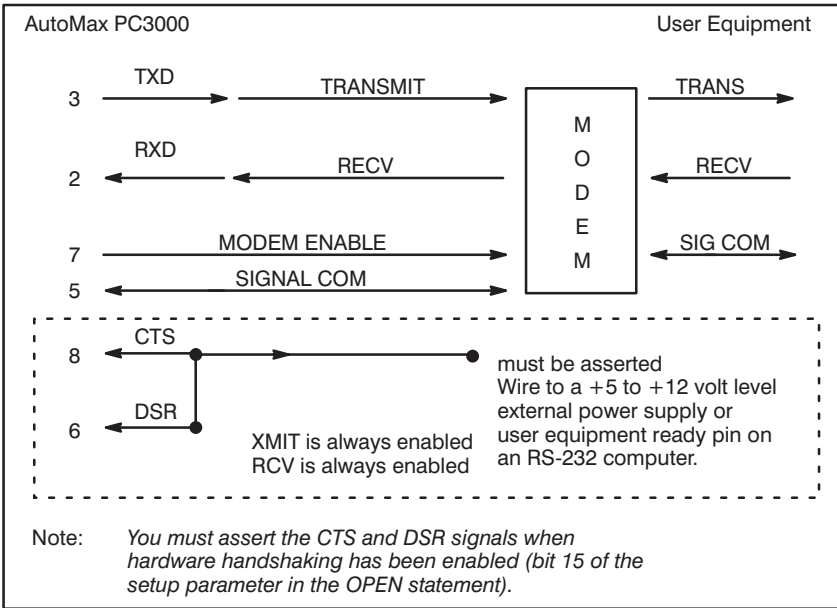 AutoMax PC3000 User Equipment
3 TXD TRANSMIT TRANS
2 RXD RECV RECV
M
O
D
E
M
7 MODEM ENABLE SIG COM
5 SIGNAL COM
8 CTS
6 DSR
must be asserted
Wire to a +5 to +12 volt level
external power supply or
user equipment ready pin on
an RS-232 computer.
XMIT is always enabled
RCV is always enabled
Note: You must assert the CTS and DSR signals when
hardware handshaking has been enabled (bit 15 of the
setup parameter in the OPEN statement).